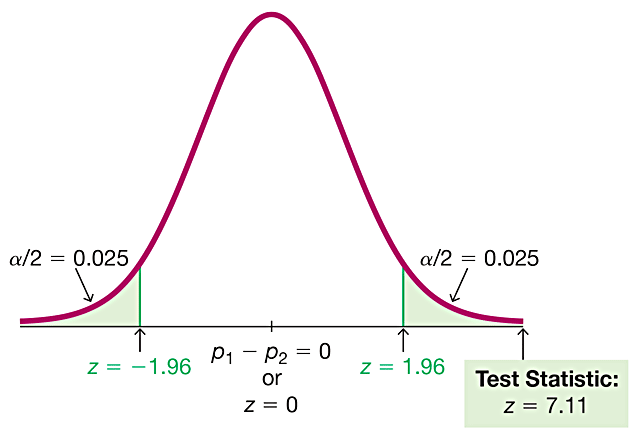 α/2 = 0.025
α/2 = 0.025
z = −1.96
p₁ − p₂ = 0
or
z = 0
z = 1.96
Test Statistic:
z = 7.11